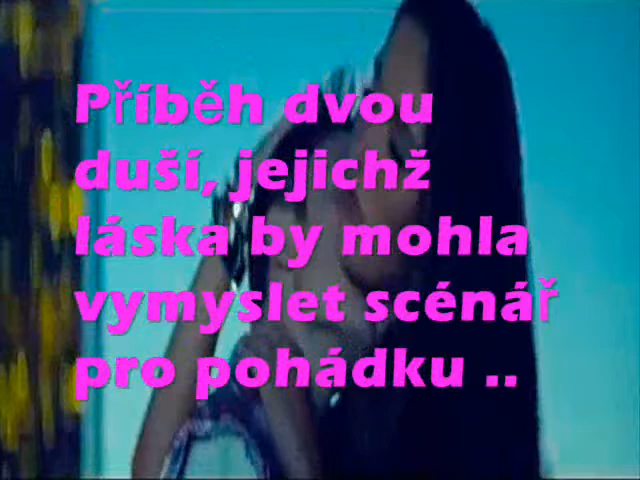 Příběh dvou
duší, jejichž
láska by mohla
vymyslet scénář
pro pohádku ..